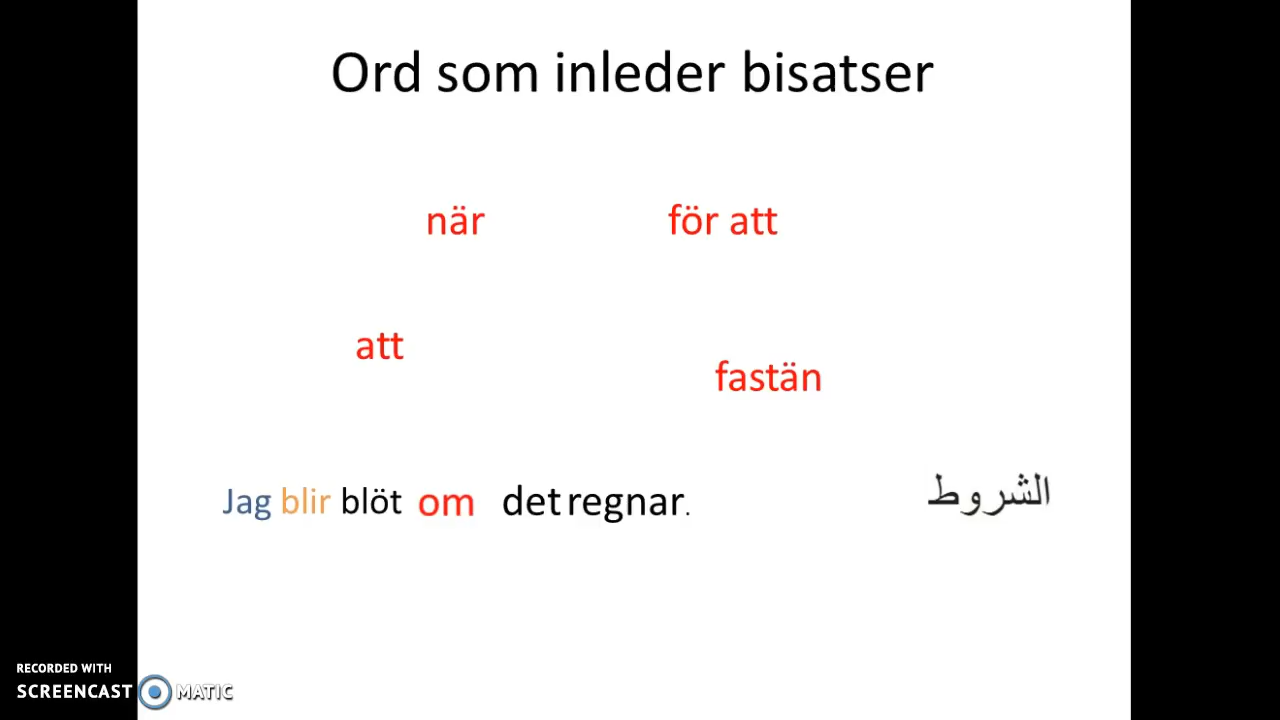 Ord som inleder bisatser
när för att
att
fastän
Jag blir blöt om det regnar.
الشروط
RECORDED WITH
SCREENCAST MATIC